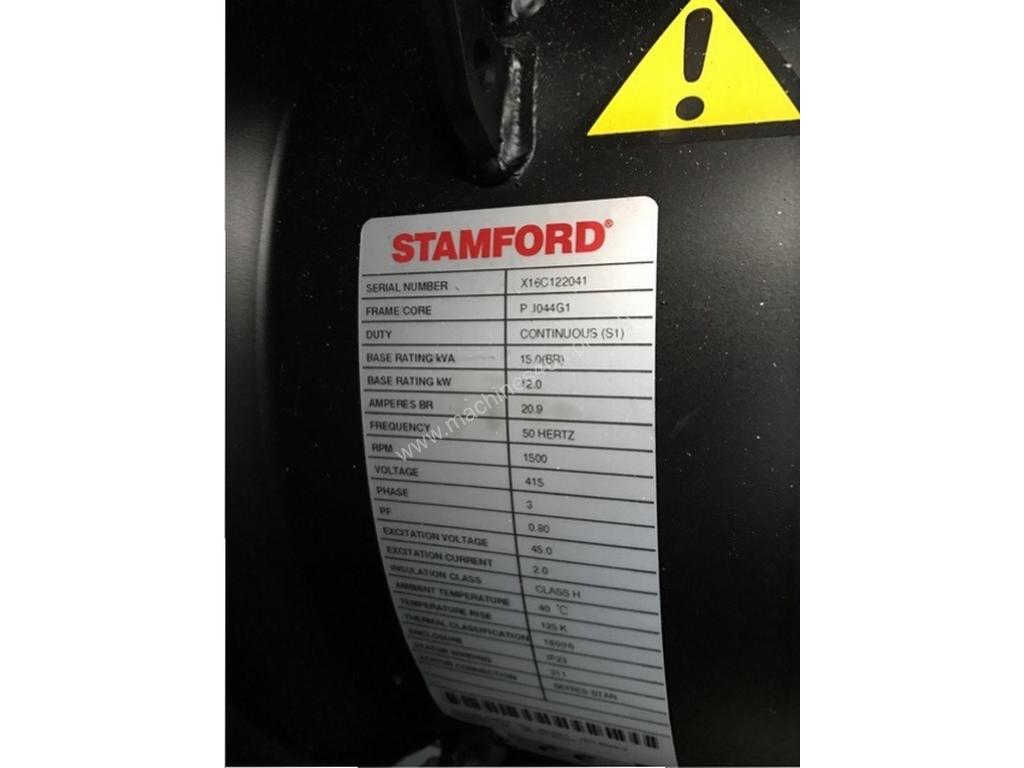 STAMFORD®
SERIAL NUMBER X16C122041
FRAME CORE P J044G1
DUTY CONTINUOUS (S1)
BASE RATING kVA 15.0(BR)
BASE RATING kW 12.0
AMPERES BR 20.9
FREQUENCY 50 HERTZ
RPM 1500
VOLTAGE 415
PHASE 3
PF 0.80
EXCITATION VOLTAGE 45.0
EXCITATION CURRENT 2.0
INSULATION CLASS CLASS H
AMBIENT TEMPERATURE 40 °C
TEMPERATURE RISE 125 K
THERMAL CLASSIFICATION 180(H)
ENCLOSURE IP23
STATOR WINDING 311
STATOR CONNECTION SERIES STAR